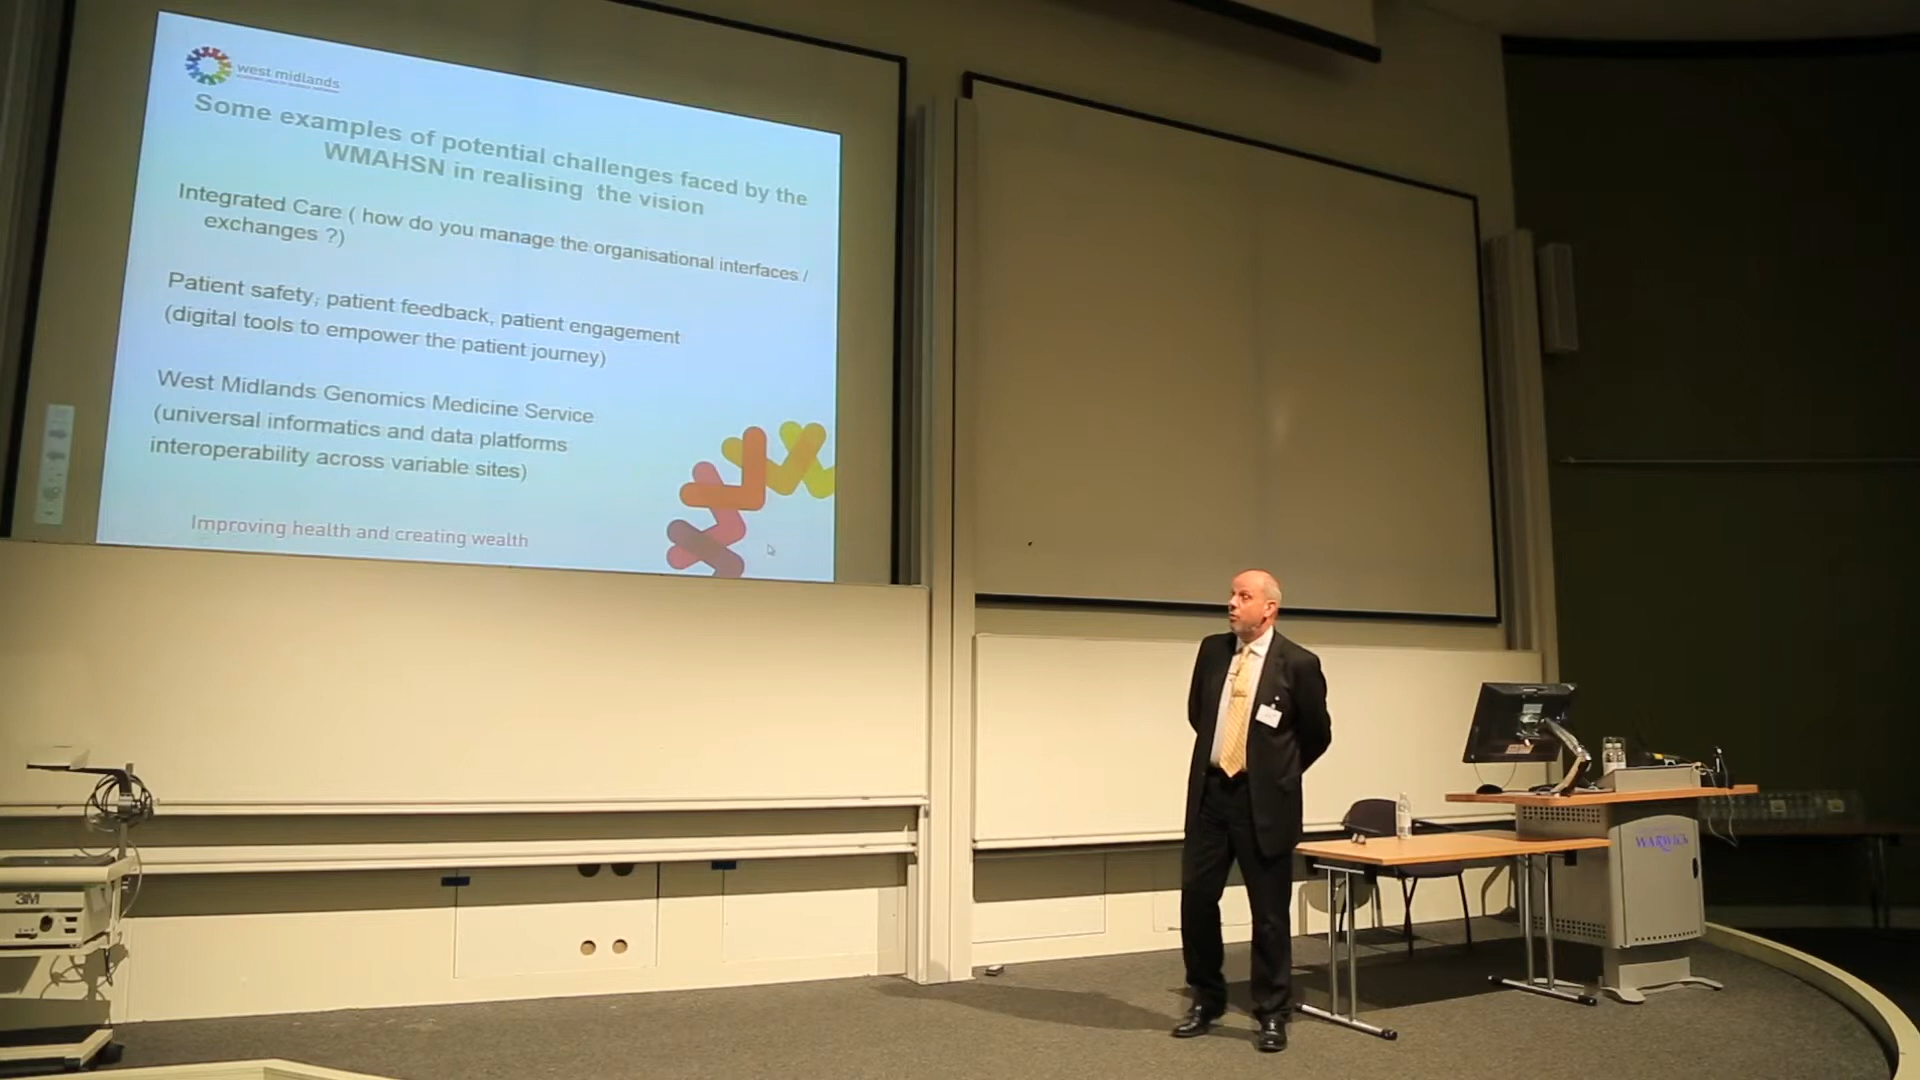 west midlands
Some examples of potential challenges faced by the
WMAHSN in realising the vision
Integrated Care ( how do you manage the organisational interfaces /
exchanges ?)
Patient safety, patient feedback, patient engagement
(digital tools to empower the patient journey)
West Midlands Genomics Medicine Service
(universal informatics and data platforms
interoperability across variable sites)
Improving health and creating wealth
WARWICK
3M